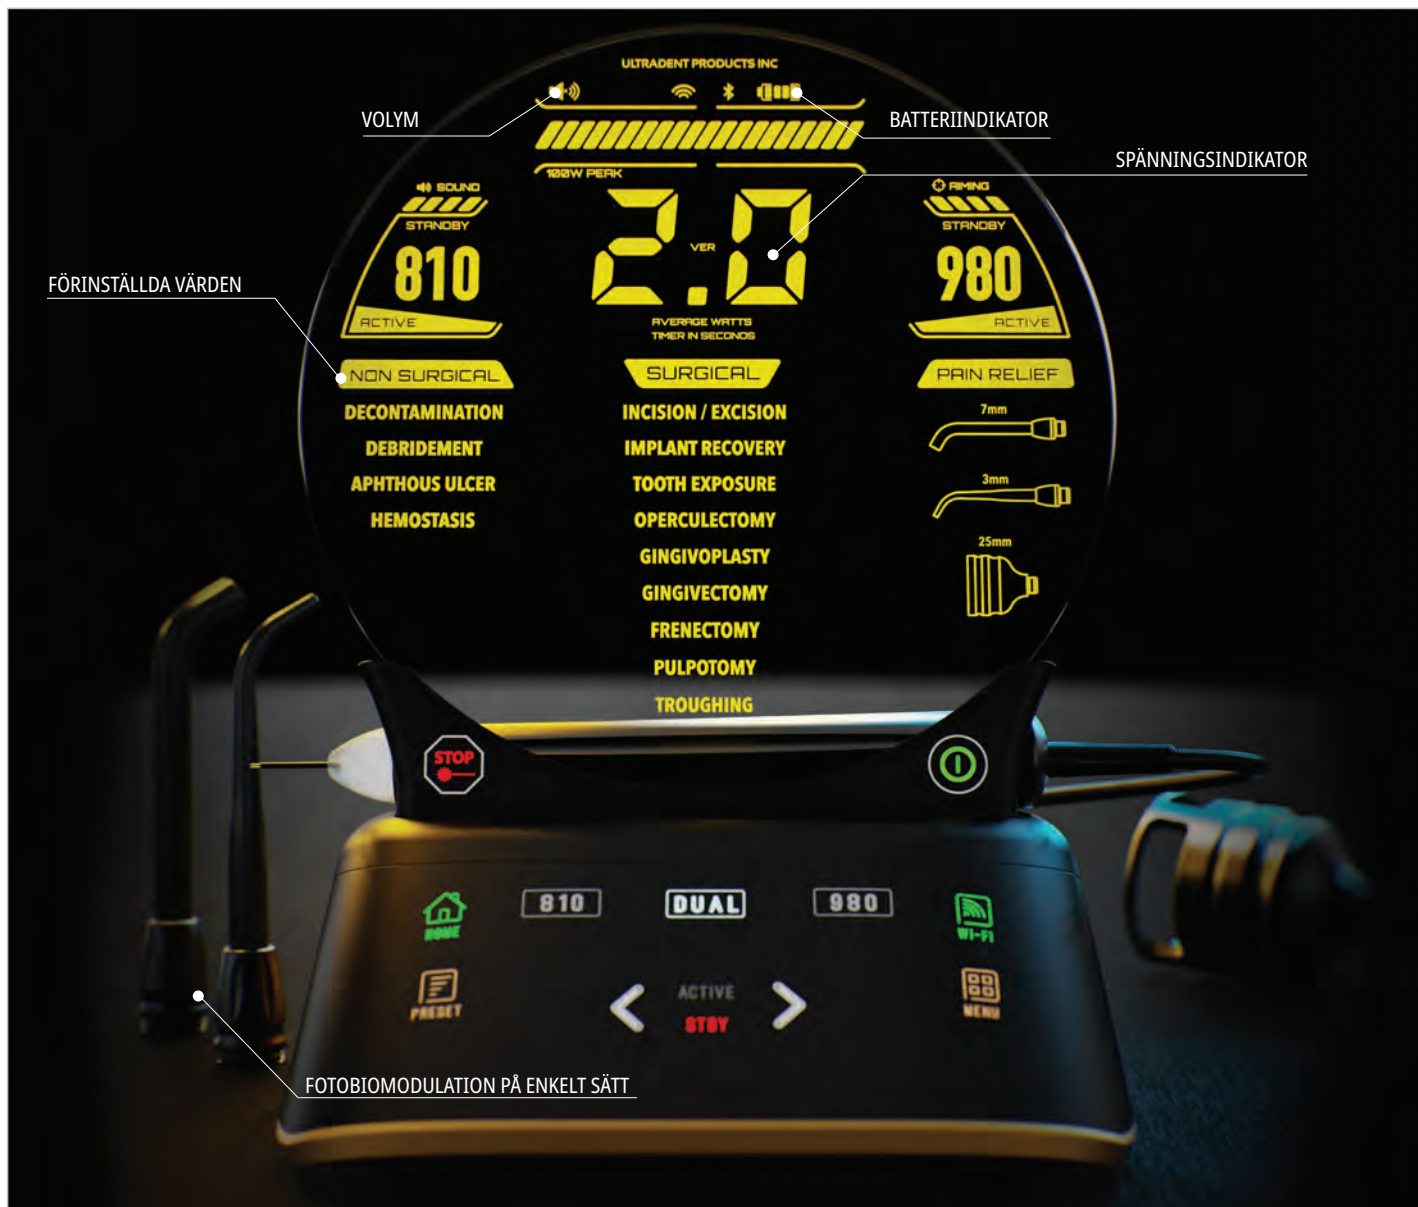 ULTRADENT PRODUCTS INC
VOLYM
BATTERIINDIKATOR
SPÄNNINGSINDIKATOR
100W PEAK
SOUND
STANDBY
810
ACTIVE
2.0
VER
AVERAGE WATTS
TIMER IN SECONDS
AIMING
STANDBY
980
ACTIVE
FÖRINSTÄLLDA VÄRDEN
NON SURGICAL
DECONTAMINATION
DEBRIDEMENT
APHTHOUS ULCER
HEMOSTASIS
SURGICAL
INCISION / EXCISION
IMPLANT RECOVERY
TOOTH EXPOSURE
OPERCULECTOMY
GINGIVOPLASTY
GINGIVECTOMY
FRENECTOMY
PULPOTOMY
TROUGHING
PAIN RELIEF
7mm
3mm
25mm
STOP
HOME
810
DUAL
980
WI-FI
PRESET
ACTIVE
STBY
MENU
FOTOBIOMODULATION PÅ ENKELT SÄTT